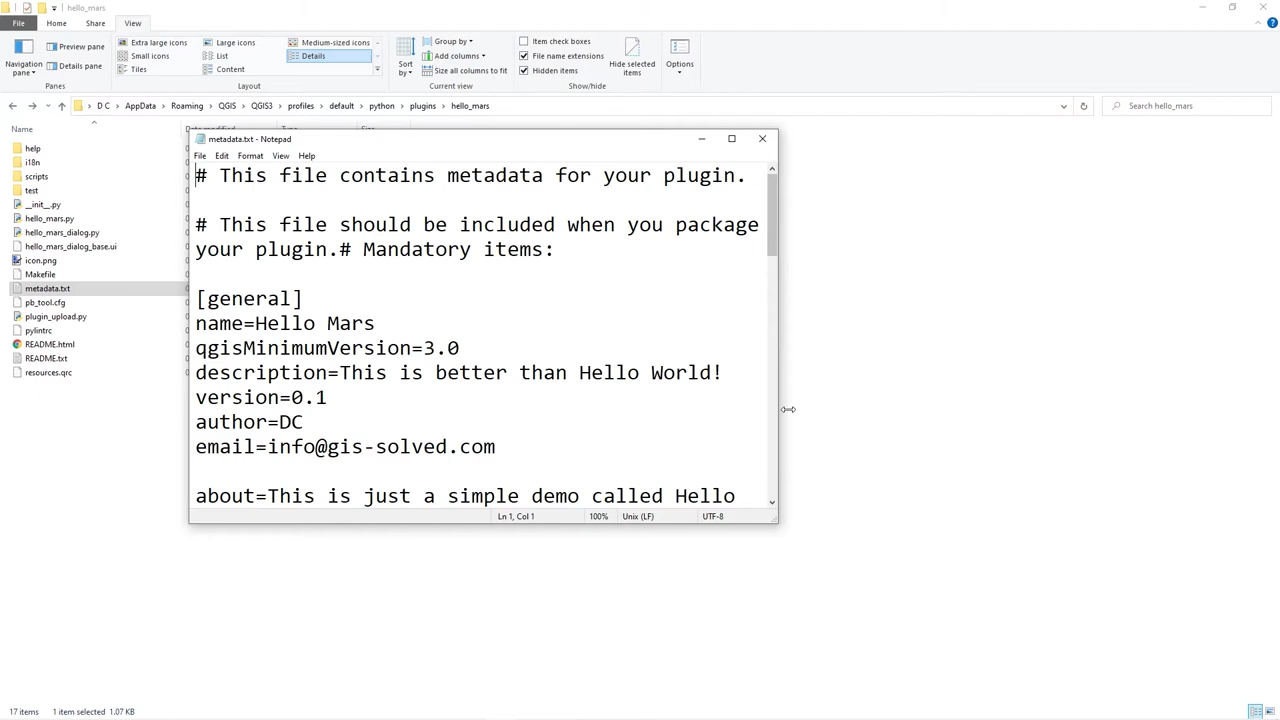 hello_mars
File
Home
Share
View
Navigation pane
Preview pane
Details pane
Panes
Extra large icons
Large icons
Medium-sized icons
Small icons
List
Details
Tiles
Content
Layout
Sort by
Group by
Add columns
Size all columns to fit
Current view
Item check boxes
File name extensions
Hidden items
Hide selected items
Show/hide
Options
D C
AppData
Roaming
QGIS
QGIS3
profiles
default
python
plugins
hello_mars
Search hello_mars
Name
help
i18n
scripts
test
__init__.py
hello_mars.py
hello_mars_dialog.py
hello_mars_dialog_base.ui
icon.png
Makefile
metadata.txt
pb_tool.cfg
plugin_upload.py
pylintrc
README.html
README.txt
resources.qrc
metadata.txt - Notepad
File Edit Format View Help
# This file contains metadata for your plugin.
# This file should be included when you package
your plugin.# Mandatory items:
[general]
name=Hello Mars
qgisMinimumVersion=3.0
description=This is better than Hello World!
version=0.1
author=DC
email=info@gis-solved.com
about=This is just a simple demo called Hello
Ln 1, Col 1
100%
Unix (LF)
UTF-8
17 items
1 item selected 1.07 KB